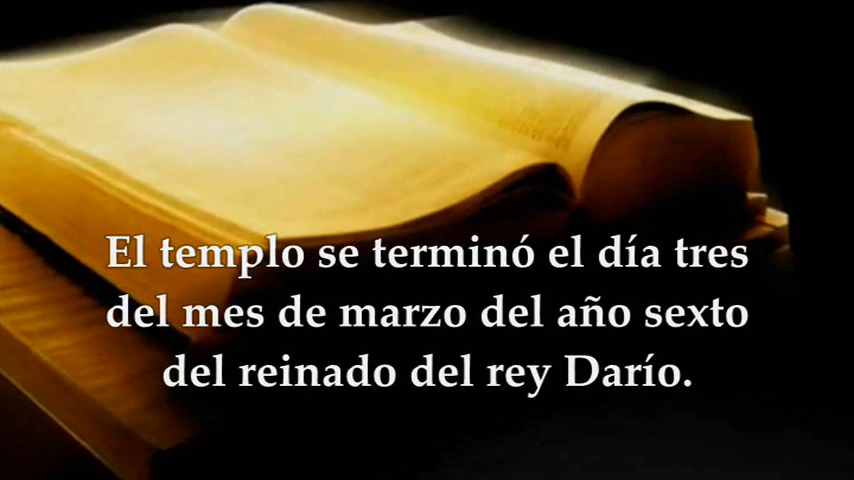 El templo se terminó el día tres
del mes de marzo del año sexto
del reinado del rey Darío.